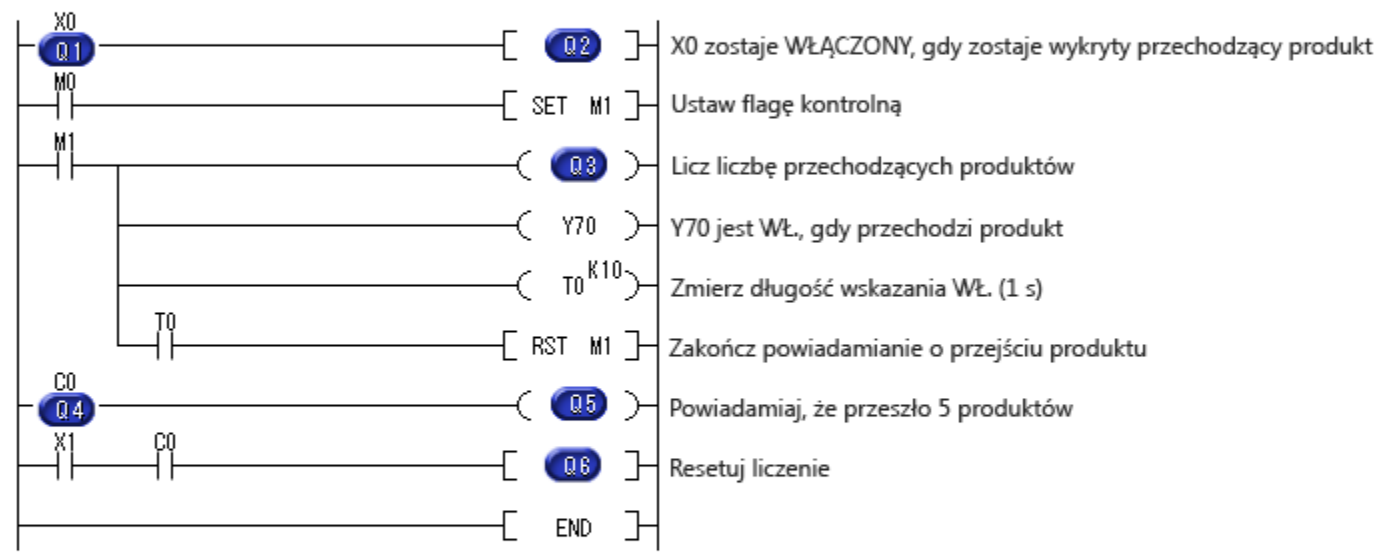 X0
Q1 Q2 X0 zostaje WŁĄCZONY, gdy zostaje wykryty przechodzący produkt
M0
SET M1 Ustaw flagę kontrolną
M1
Q3 Licz liczbę przechodzących produktów
Y70 Y70 jest WŁ., gdy przechodzi produkt
T0 K10 Zmierz długość wskazania WŁ. (1 s)
T0
RST M1 Zakończ powiadamianie o przejściu produktu
C0
Q4 Q5 Powiadamiaj, że przeszło 5 produktów
X1 C0
Q6 Resetuj liczenie
END